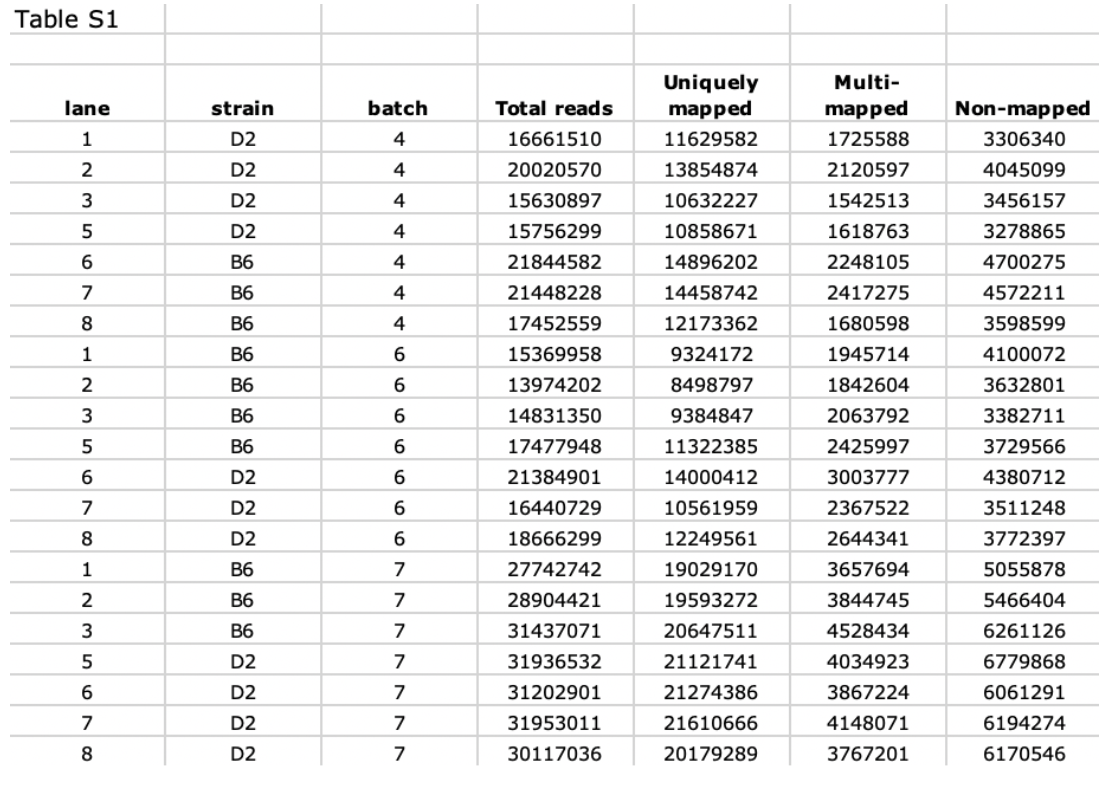 Table S1
Uniquely Multi-
lane strain batch Total reads mapped mapped Non-mapped
1 D2 4 16661510 11629582 1725588 3306340
2 D2 4 20020570 13854874 2120597 4045099
3 D2 4 15630897 10632227 1542513 3456157
5 D2 4 15756299 10858671 1618763 3278865
6 B6 4 21844582 14896202 2248105 4700275
7 B6 4 21448228 14458742 2417275 4572211
8 B6 4 17452559 12173362 1680598 3598599
1 B6 6 15369958 9324172 1945714 4100072
2 B6 6 13974202 8498797 1842604 3632801
3 B6 6 14831350 9384847 2063792 3382711
5 B6 6 17477948 11322385 2425997 3729566
6 D2 6 21384901 14000412 3003777 4380712
7 D2 6 16440729 10561959 2367522 3511248
8 D2 6 18666299 12249561 2644341 3772397
1 B6 7 27742742 19029170 3657694 5055878
2 B6 7 28904421 19593272 3844745 5466404
3 B6 7 31437071 20647511 4528434 6261126
5 D2 7 31936532 21121741 4034923 6779868
6 D2 7 31202901 21274386 3867224 6061291
7 D2 7 31953011 21610666 4148071 6194274
8 D2 7 30117036 20179289 3767201 6170546